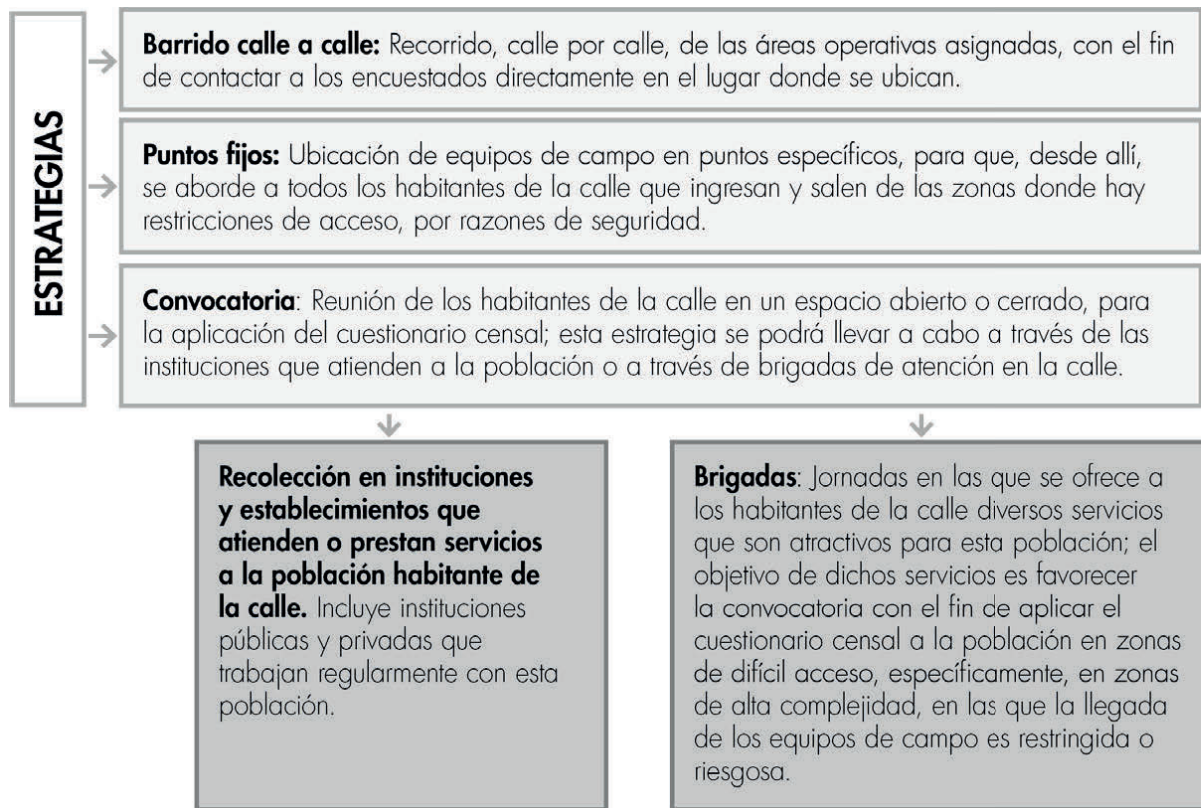 ESTRATEGIAS
Barrido calle a calle: Recorrido, calle por calle, de las áreas operativas asignadas, con el fin
de contactar a los encuestados directamente en el lugar donde se ubican.
Puntos fijos: Ubicación de equipos de campo en puntos específicos, para que, desde allí,
se aborde a todos los habitantes de la calle que ingresan y salen de las zonas donde hay
restricciones de acceso, por razones de seguridad.
Convocatoria: Reunión de los habitantes de la calle en un espacio abierto o cerrado, para
la aplicación del cuestionario censal; esta estrategia se podrá llevar a cabo a través de las
instituciones que atienden a la población o a través de brigadas de atención en la calle.
Recolección en instituciones
y establecimientos que
atienden o prestan servicios
a la población habitante de
la calle. Incluye instituciones
públicas y privadas que
trabajan regularmente con esta
población.
Brigadas: Jornadas en las que se ofrece a
los habitantes de la calle diversos servicios
que son atractivos para esta población; el
objetivo de dichos servicios es favorecer
la convocatoria con el fin de aplicar el
cuestionario censal a la población en zonas
de difícil acceso, específicamente, en zonas
de alta complejidad, en las que la llegada
de los equipos de campo es restringida o
riesgosa.